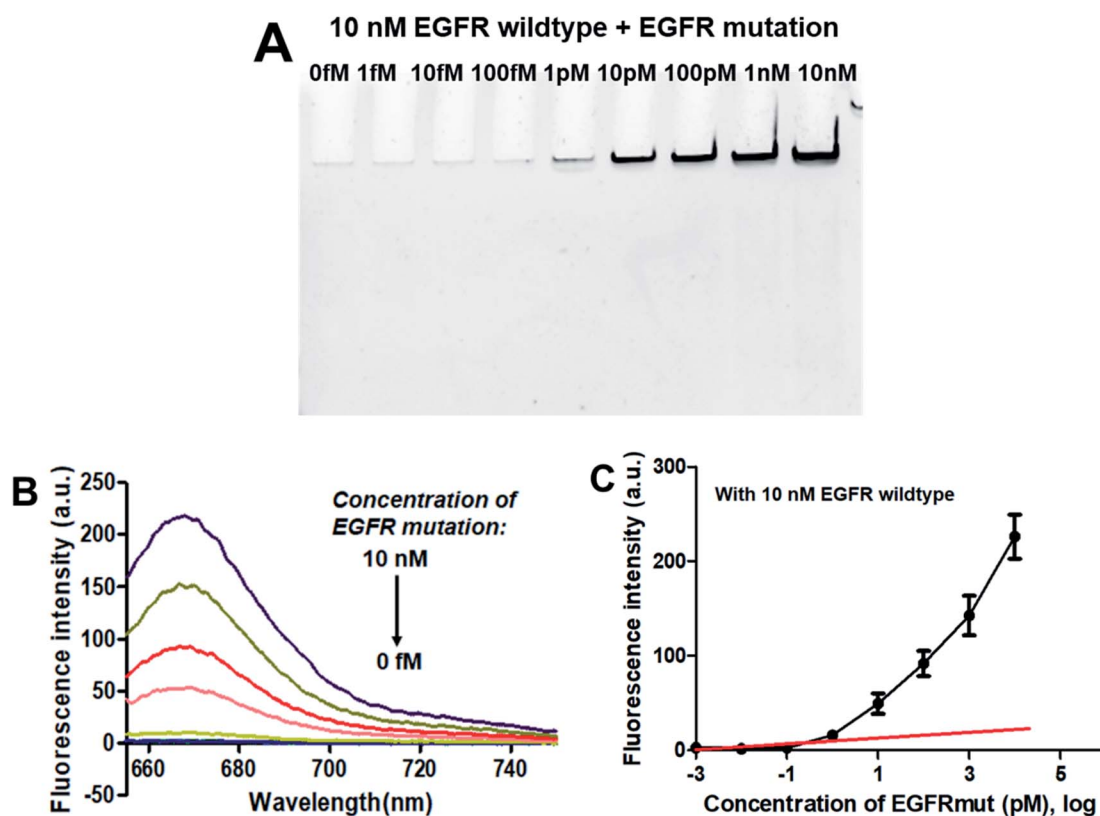 A
10 nM EGFR wildtype + EGFR mutation
0fM 1fM 10fM 100fM 1pM 10pM 100pM 1nM 10nM
B
Fluorescence intensity (a.u.)
250
200
150
100
50
0
-50
Concentration of
EGFR mutation:
10 nM
0 fM
660 680 700 720 740
Wavelength(nm)
C
Fluorescence intensity (a.u.)
300
200
100
0
With 10 nM EGFR wildtype
-3 -1 1 3 5
Concentration of EGFRmut (pM), log